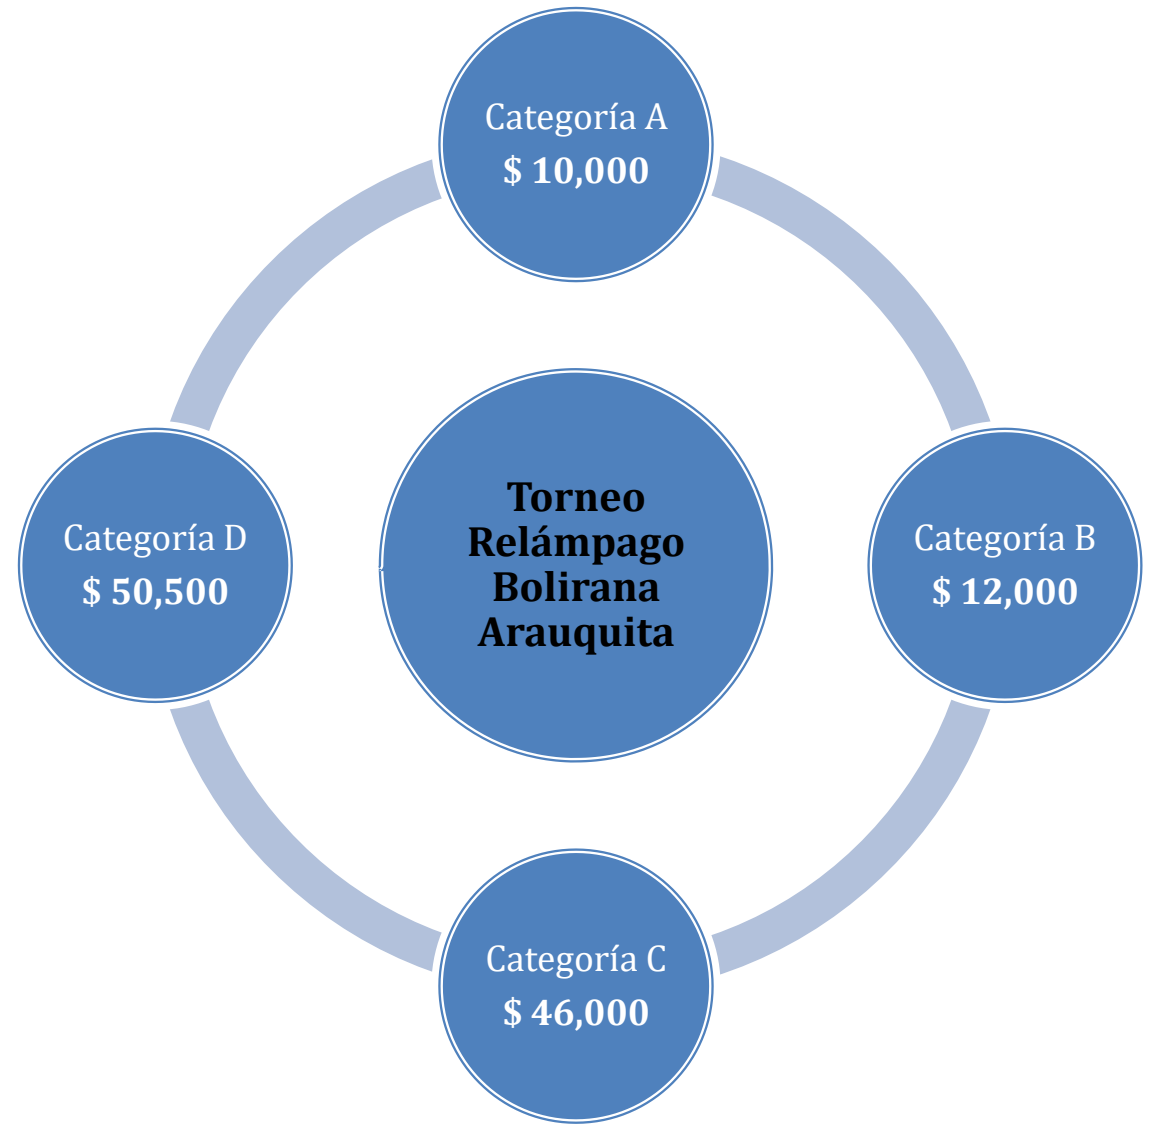 Categoría A
$ 10,000
Torneo
Relámpago
Bolirana
Arauquita
Categoría D
$ 50,500
Categoría B
$ 12,000
Categoría C
$ 46,000